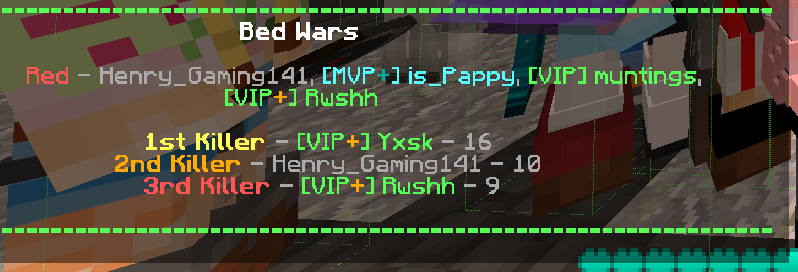 Bed Wars
Red - Henry_Gaming141, [MVP+] is_Pappy, [VIP] muntings,
[VIP+] Rwshh
1st Killer - [VIP+] Yxsk - 16
2nd Killer - Henry_Gaming141 - 10
3rd Killer - [VIP+] Rwshh - 9